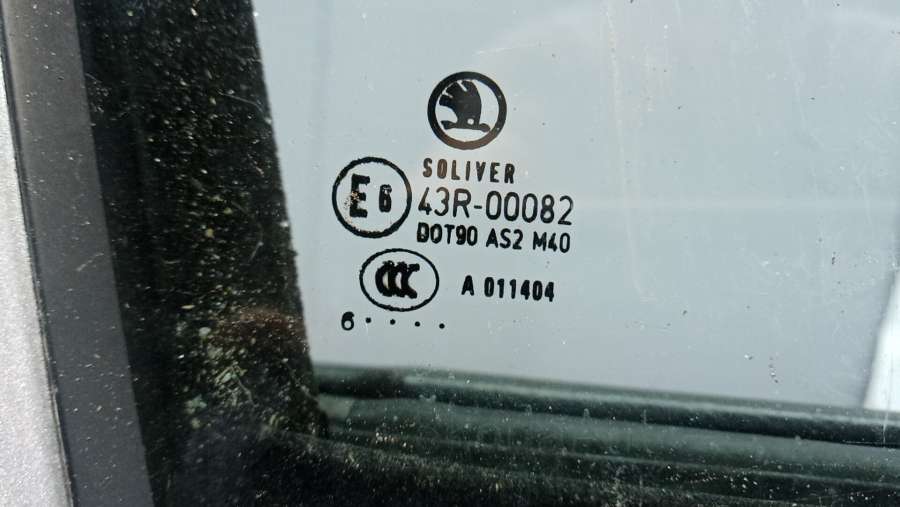 SOLIVER
E6 43R-00082
DOT90 AS2 M40
CCC A 011404
6 · · · ·